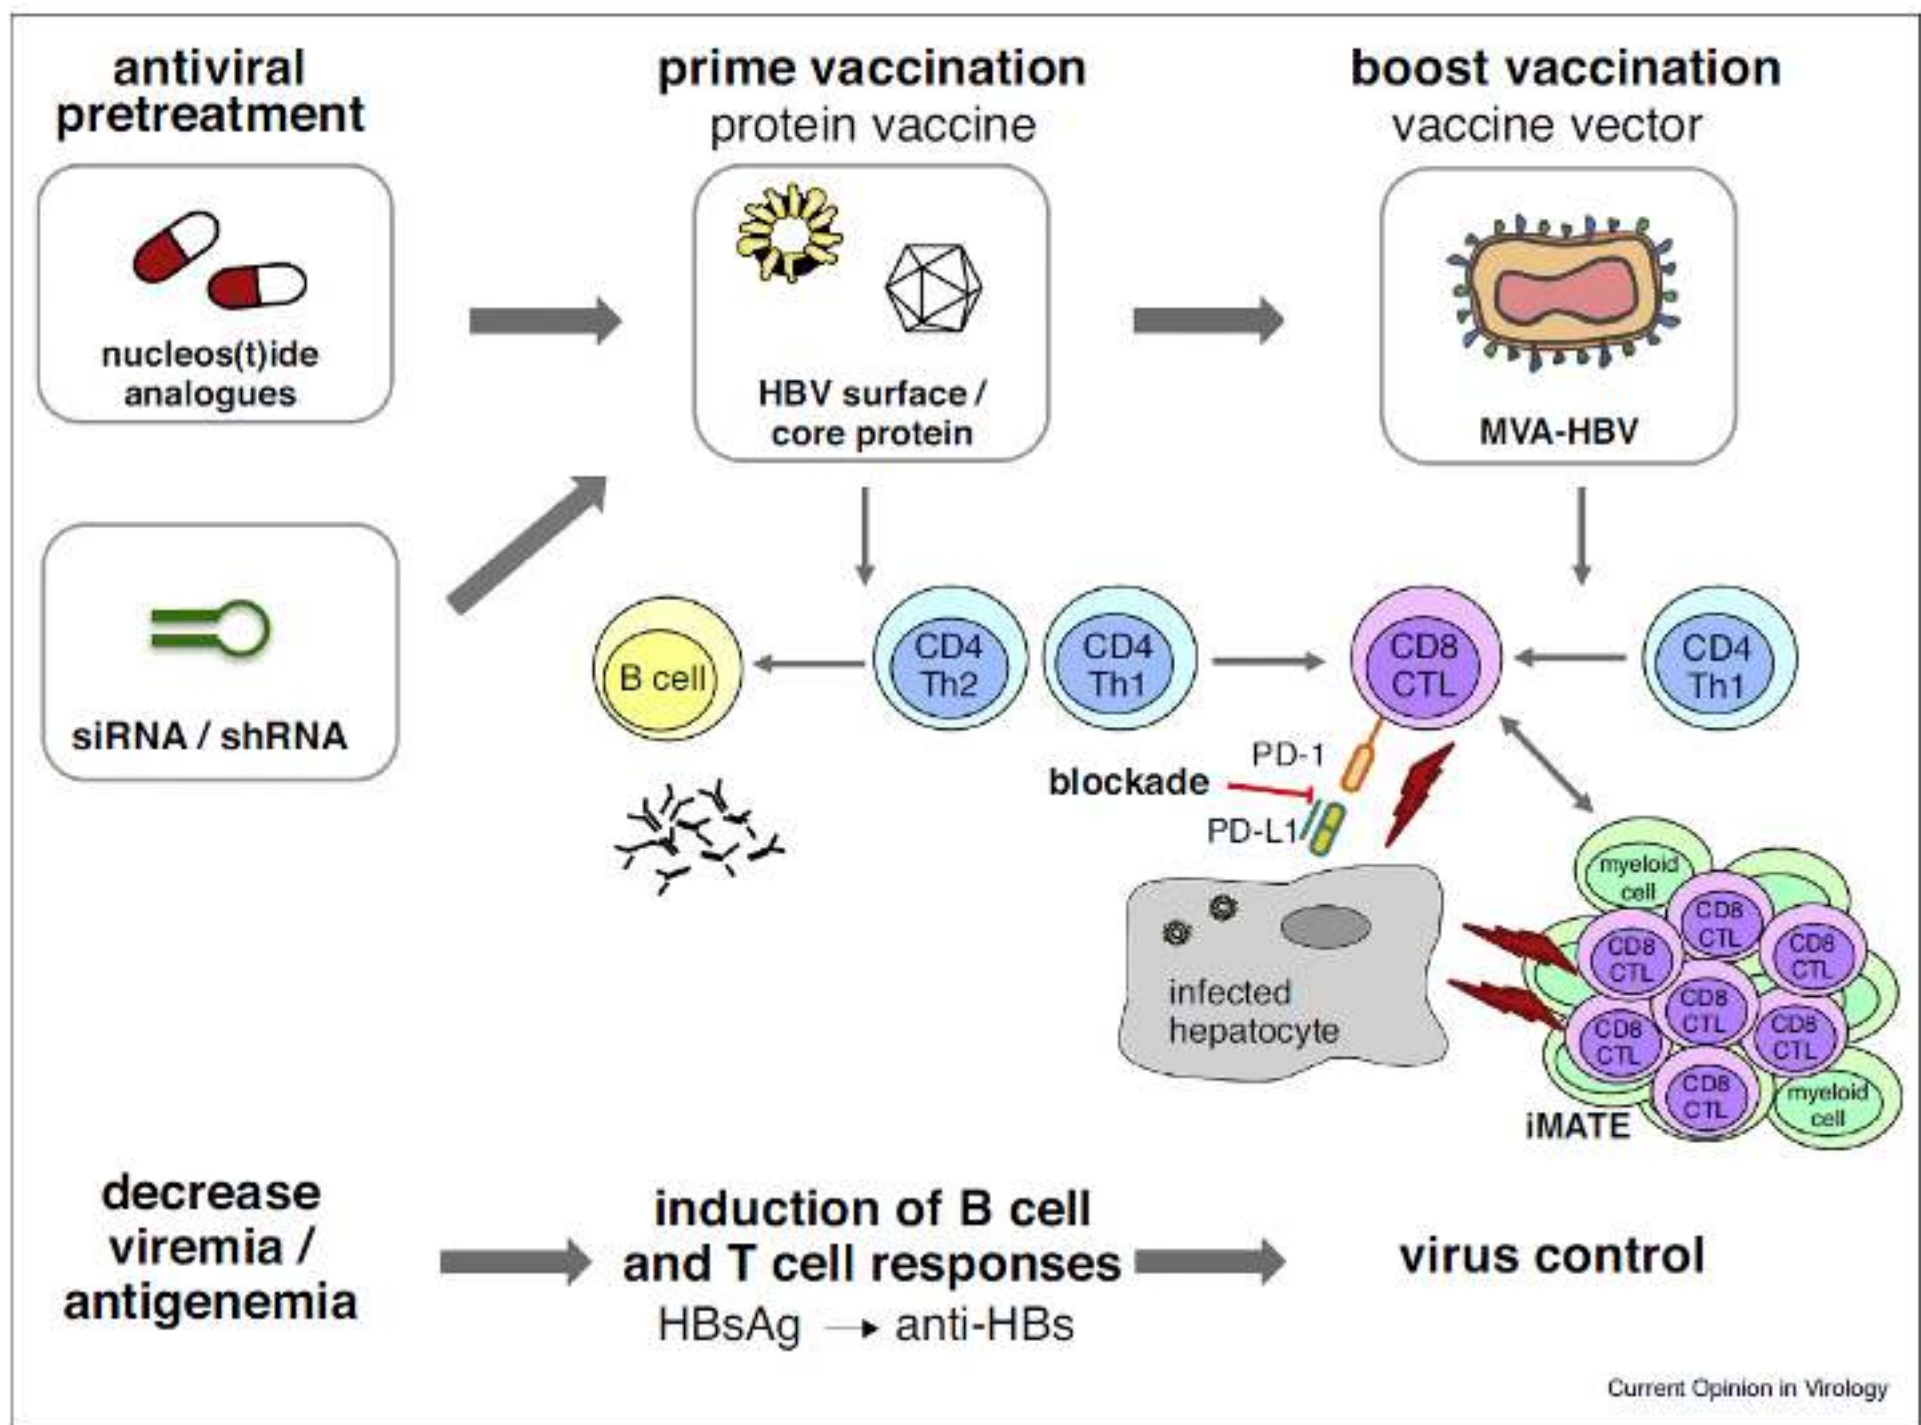 antiviral
pretreatment
prime vaccination
protein vaccine
boost vaccination
vaccine vector
nucleos(t)ide
analogues
HBV surface /
core protein
MVA-HBV
siRNA / shRNA
B cell
CD4
Th2
CD4
Th1
CD8
CTL
CD4
Th1
PD-1
blockade
PD-L1
infected
hepatocyte
myeloid
cell
CD8
CTL
CD8
CTL
CD8
CTL
CD8
CTL
CD8
CTL
CD8
CTL
CD8
CTL
myeloid
cell
iMATE
decrease
viremia /
antigenemia
induction of B cell
and T cell responses
HBsAg → anti-HBs
virus control
Current Opinion in Virology